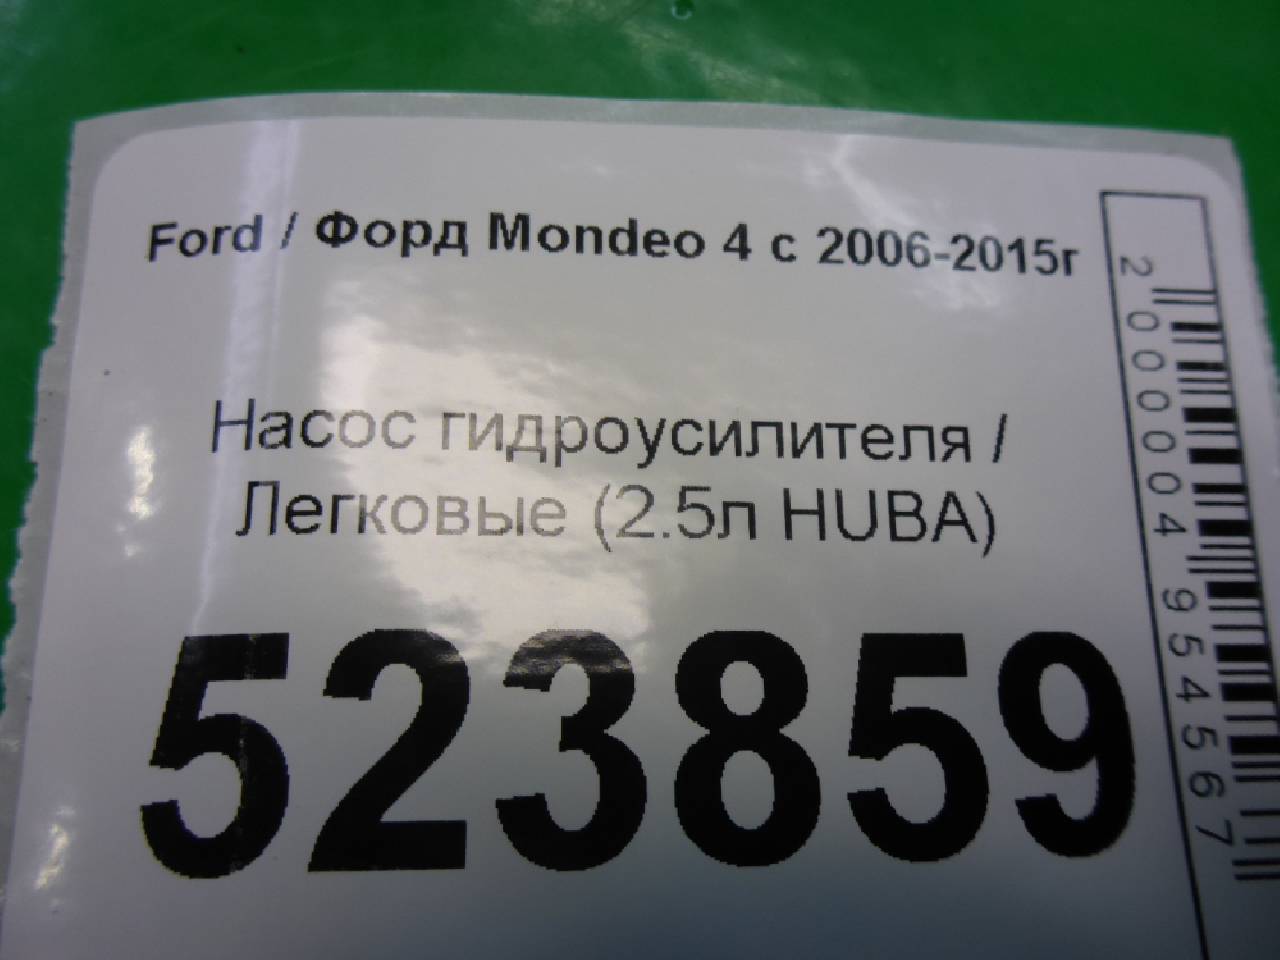 Ford / Форд Mondeo 4 с 2006-2015г
Насос гидроусилителя /
Легковые (2.5л HUBA)
523859
2000004954567